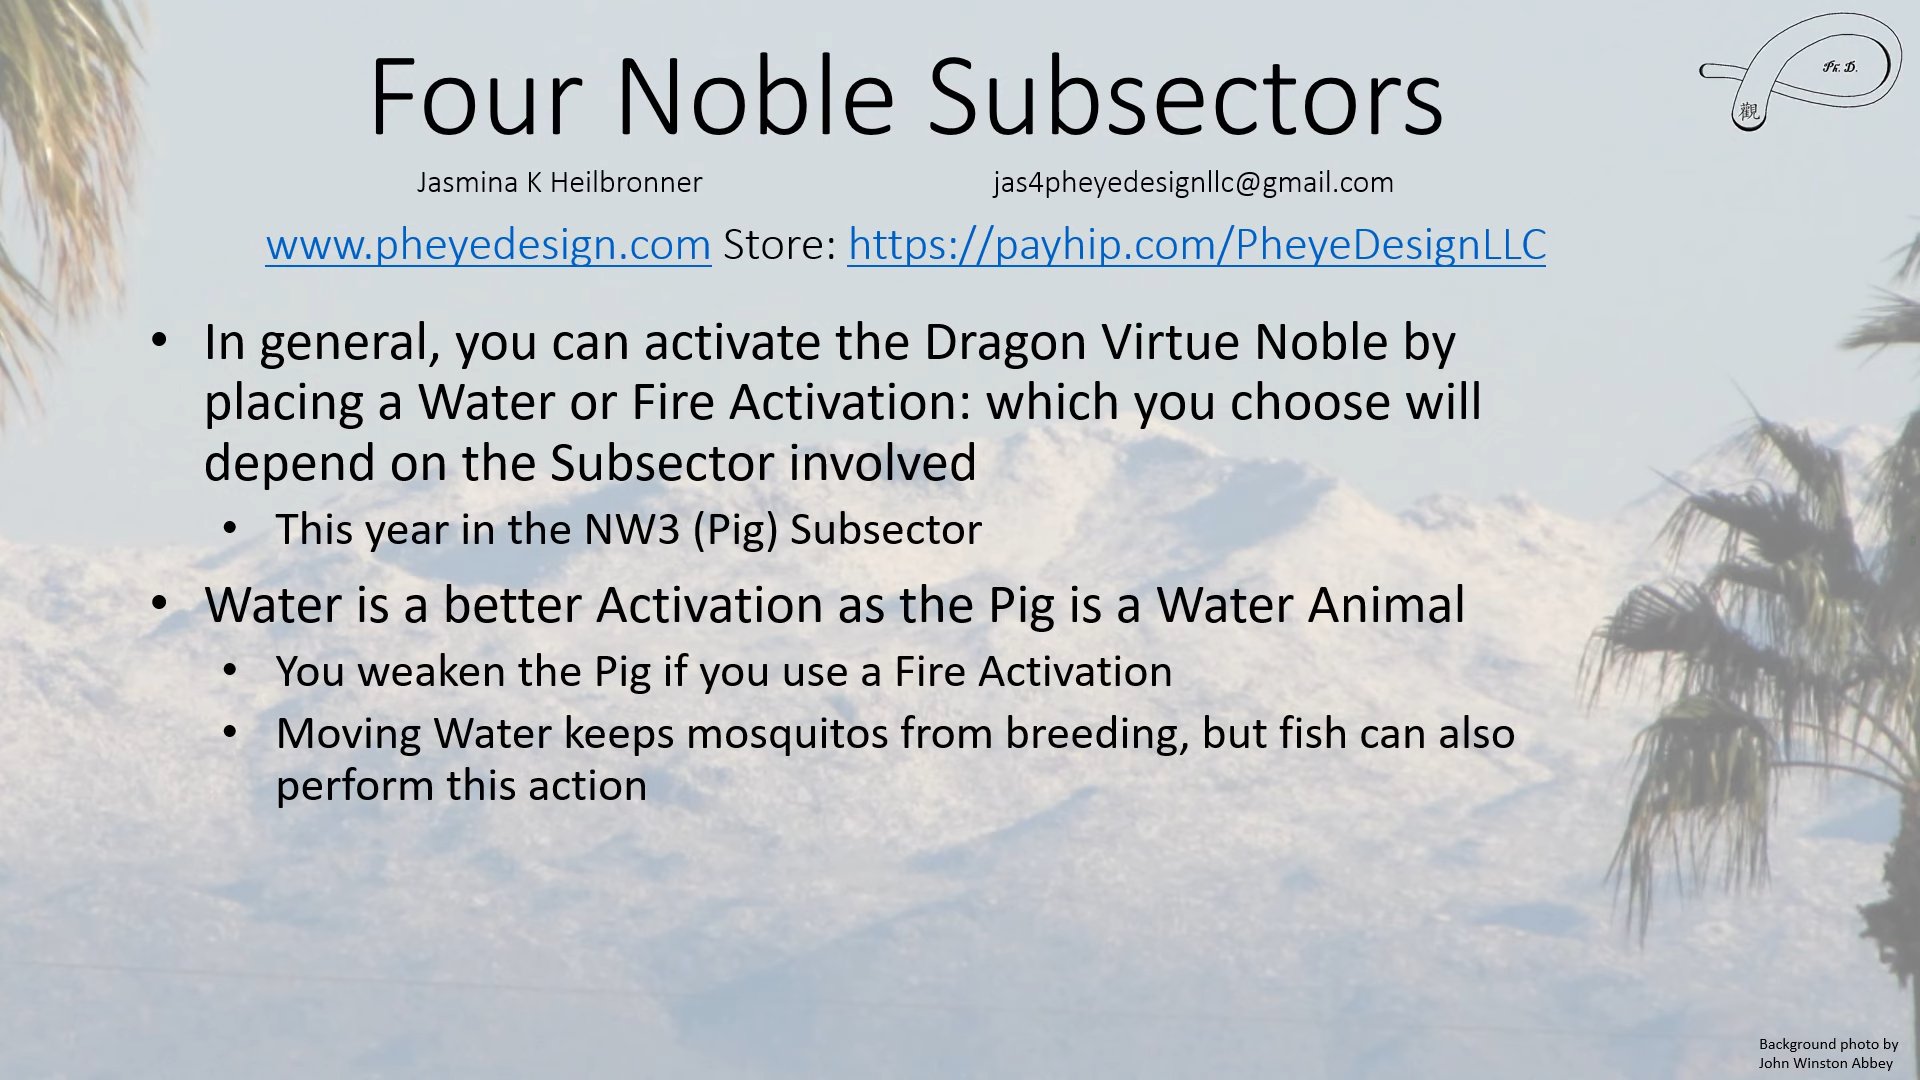 Four Noble Subsectors
Ph.D.
觀
Jasmina K Heilbronner jas4pheyedesignllc@gmail.com
www.pheyedesign.com Store: https://payhip.com/PheyeDesignLLC
• In general, you can activate the Dragon Virtue Noble by
placing a Water or Fire Activation: which you choose will
depend on the Subsector involved
• This year in the NW3 (Pig) Subsector
• Water is a better Activation as the Pig is a Water Animal
• You weaken the Pig if you use a Fire Activation
• Moving Water keeps mosquitos from breeding, but fish can also
perform this action
Background photo by
John Winston Abbey